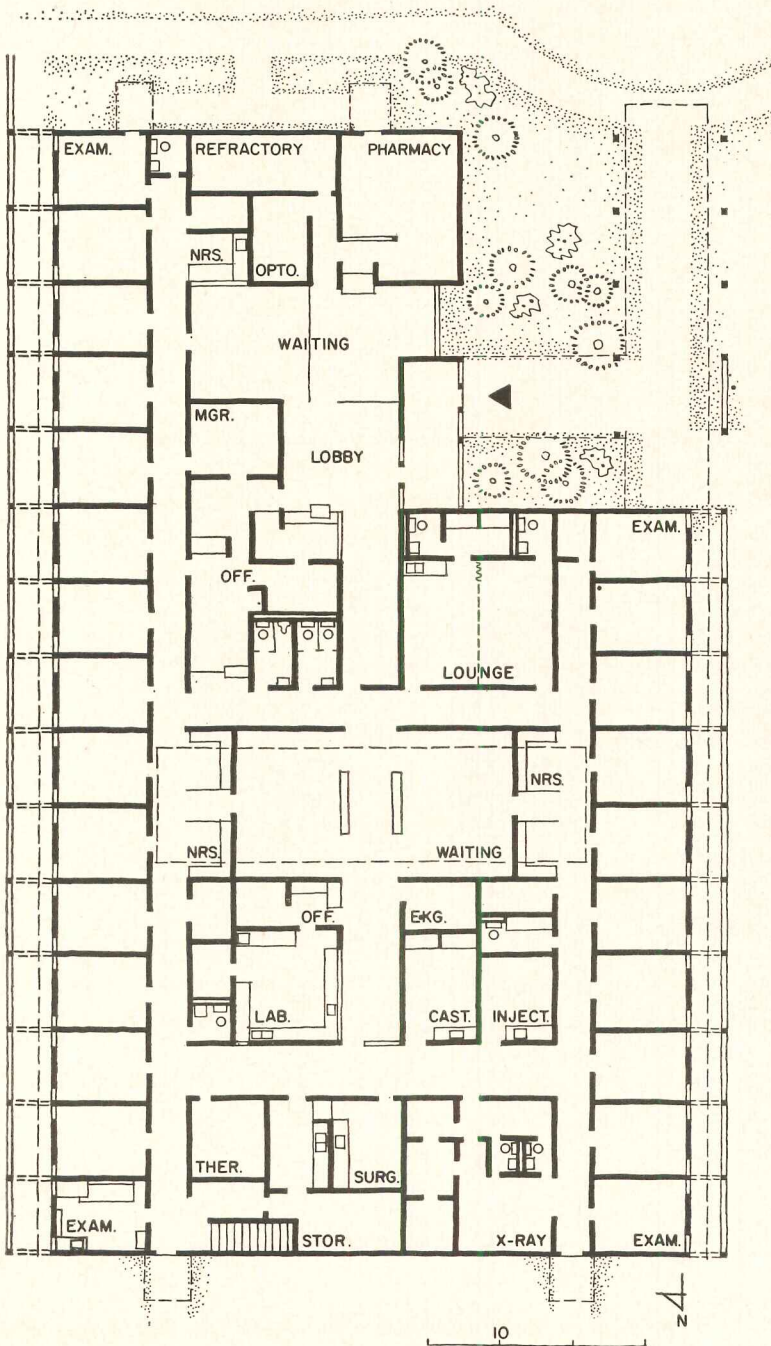 EXAM.
REFRACTORY
PHARMACY
NRS.
OPTO.
WAITING
MGR.
LOBBY
EXAM.
OFF.
LOUNGE
NRS.
NRS.
WAITING
OFF.
EKG.
LAB.
CAST.
INJECT.
THER.
SURG.
EXAM.
STOR.
X-RAY
EXAM.
N
10